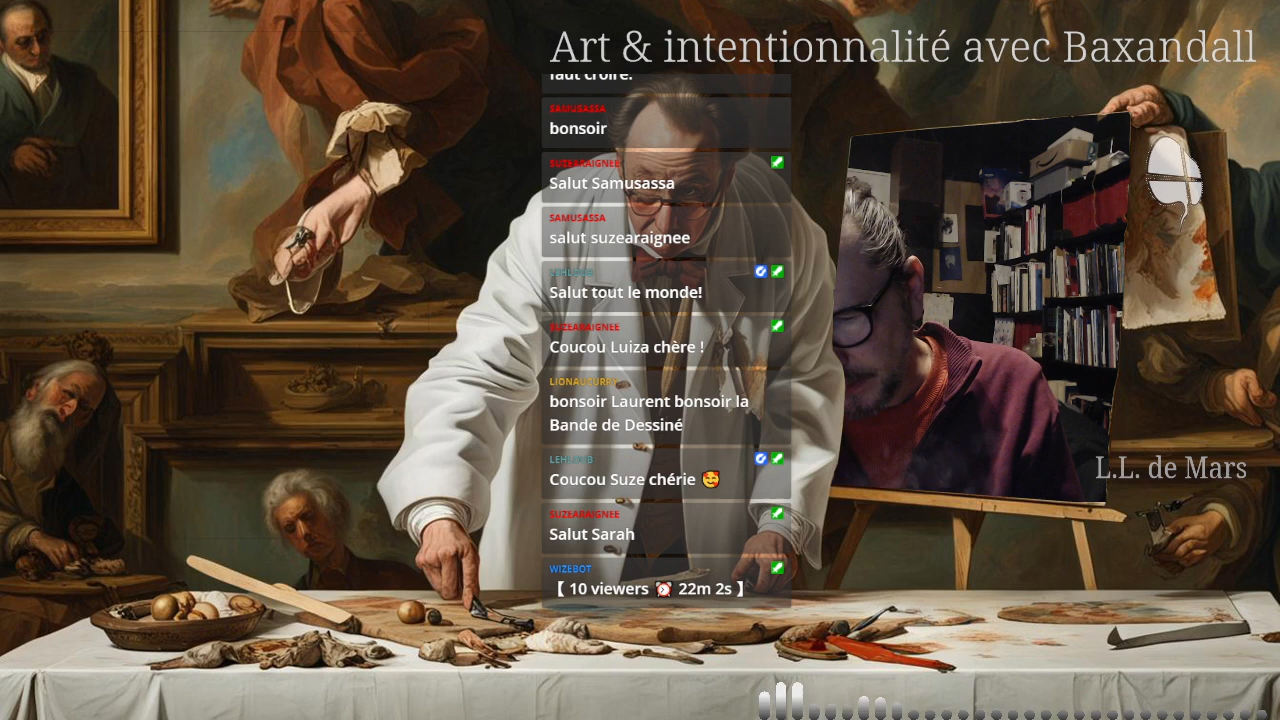 Art & intentionnalité avec Baxandall
faut croire.
SAMUSASSA
bonsoir
SUZEARAIGNEE
Salut Samusassa
SAMUSASSA
salut suzearaignee
Salut tout le monde!
SUZEARAIGNEE
Coucou Luiza chère !
bonsoir Laurent bonsoir la
Bande de Dessiné
Coucou Suze chérie 🥰
SUZEARAIGNEE
Salut Sarah
WIZEBOT
【 10 viewers ⏰ 22m 2s 】
L.L. de Mars